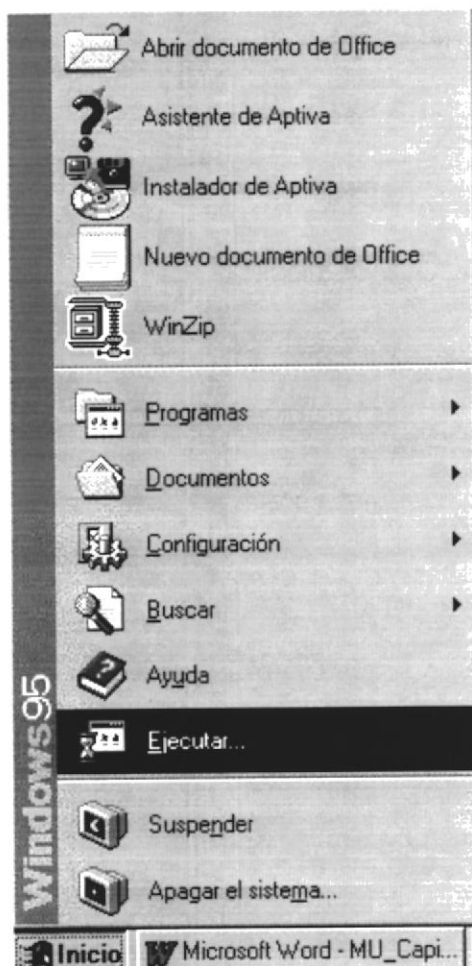 Abrir documento de Office
Asistente de Aptiva
Instalador de Aptiva
Nuevo documento de Office
WinZip
Programas
Documentos
Configuración
Buscar
Ayuda
Ejecutar...
Suspender
Apagar el sistema...
Windows95
Inicio
Microsoft Word - MU_Capi...